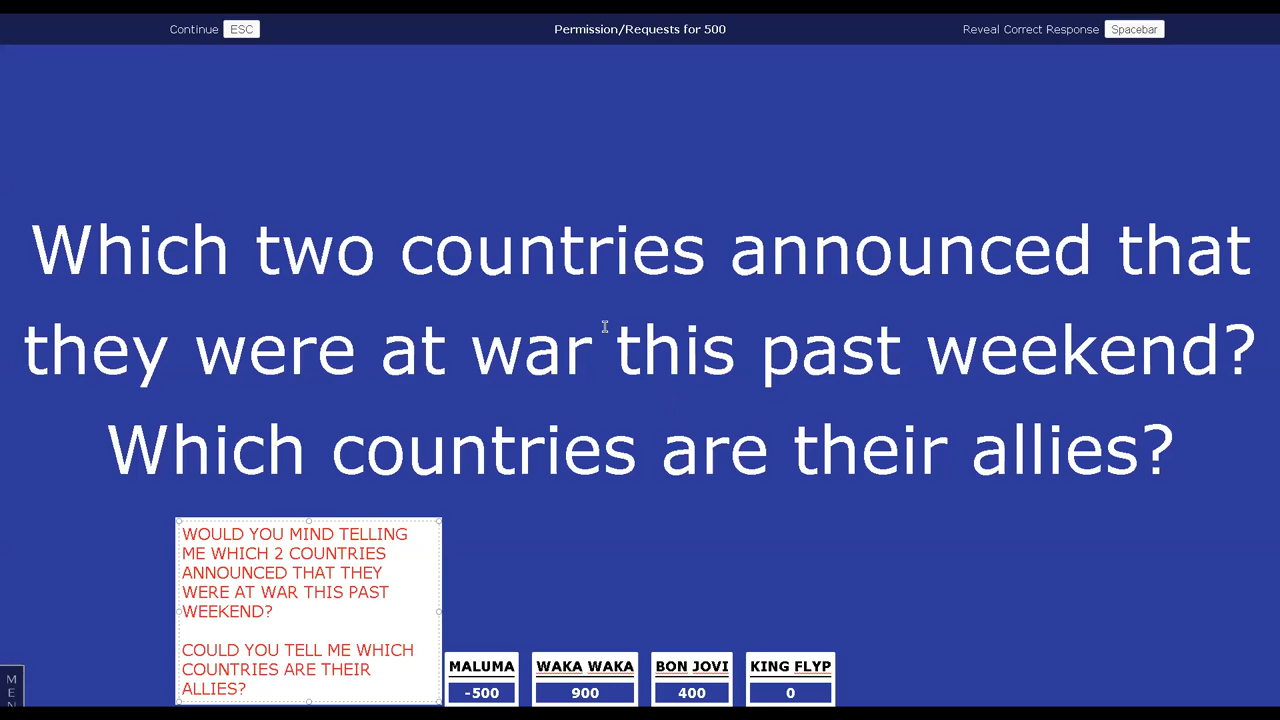 Continue ESC Permission/Requests for 500 Reveal Correct Response Spacebar
Which two countries announced that
they were at war this past weekend?
Which countries are their allies?
WOULD YOU MIND TELLING
ME WHICH 2 COUNTRIES
ANNOUNCED THAT THEY
WERE AT WAR THIS PAST
WEEKEND?
COULD YOU TELL ME WHICH
COUNTRIES ARE THEIR
ALLIES?
MALUMA WAKA WAKA BON JOVI KING FLYP
-500 900 400 0
M
E
N